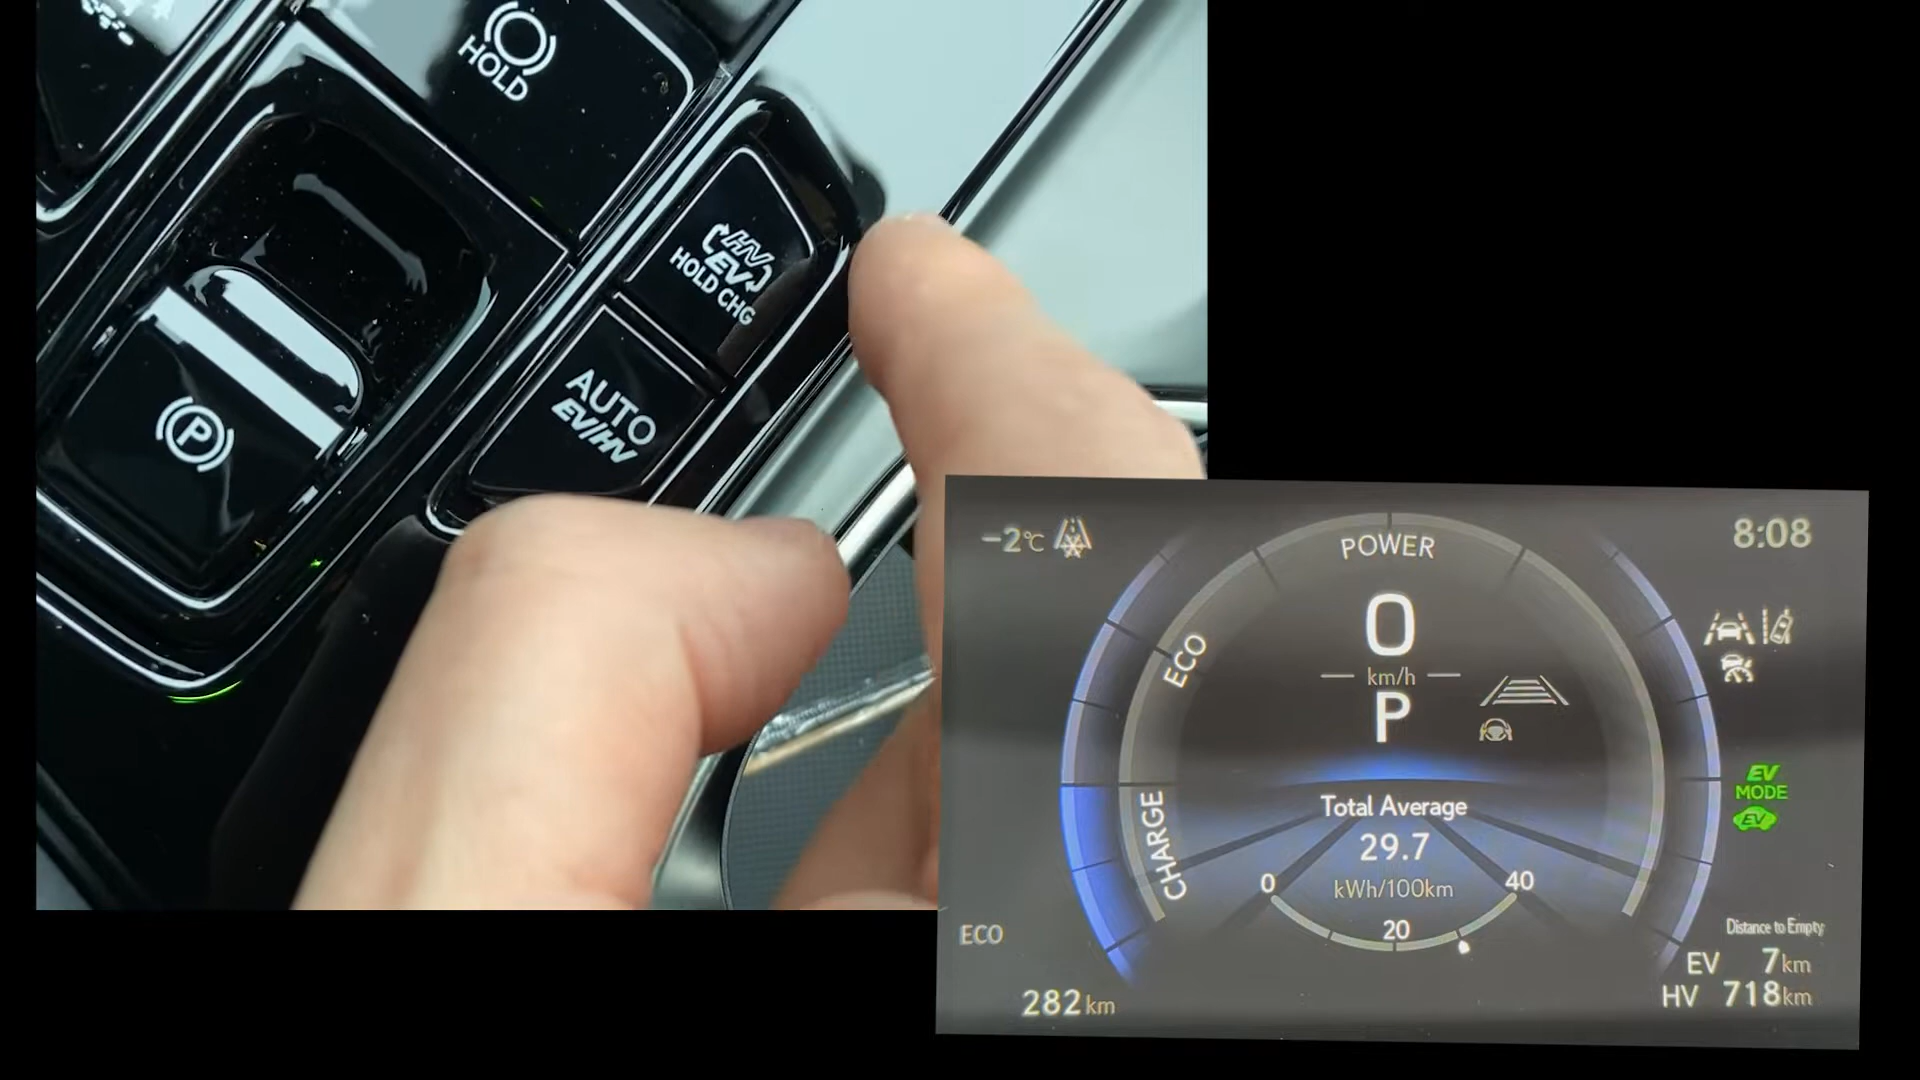 HOLD
HV
EV
HOLD CHG
AUTO
EV/HV
P
-2°C
8:08
POWER
0
km/h
ECO
P
EV
MODE
EV
CHARGE
Total Average
29.7
kWh/100km
0
40
20
ECO
Distance to Empty
EV 7km
HV 718km
282km